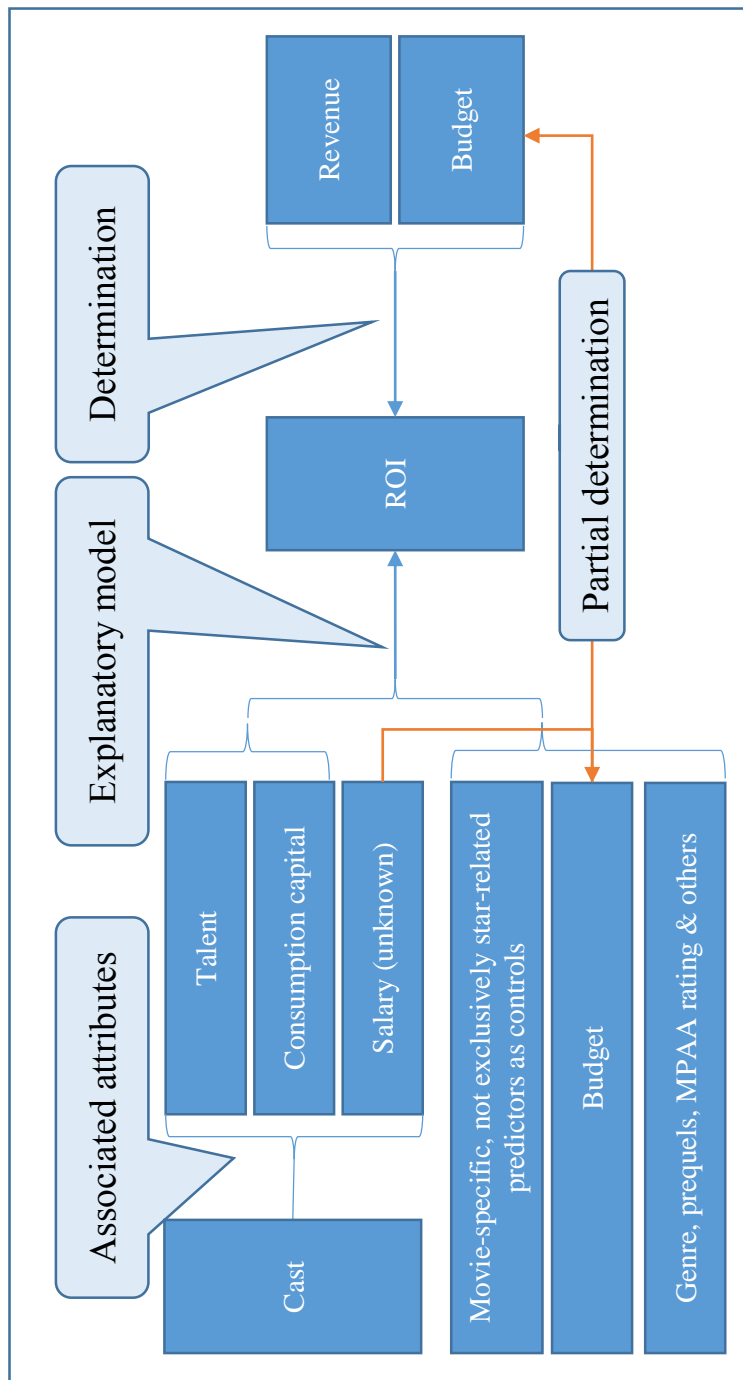 Associated attributes
Explanatory model
Determination
Cast
Talent
Consumption capital
Salary (unknown)
Movie-specific, not exclusively star-related
predictors as controls
Budget
Genre, prequels, MPAA rating & others
ROI
Revenue
Budget
Partial determination